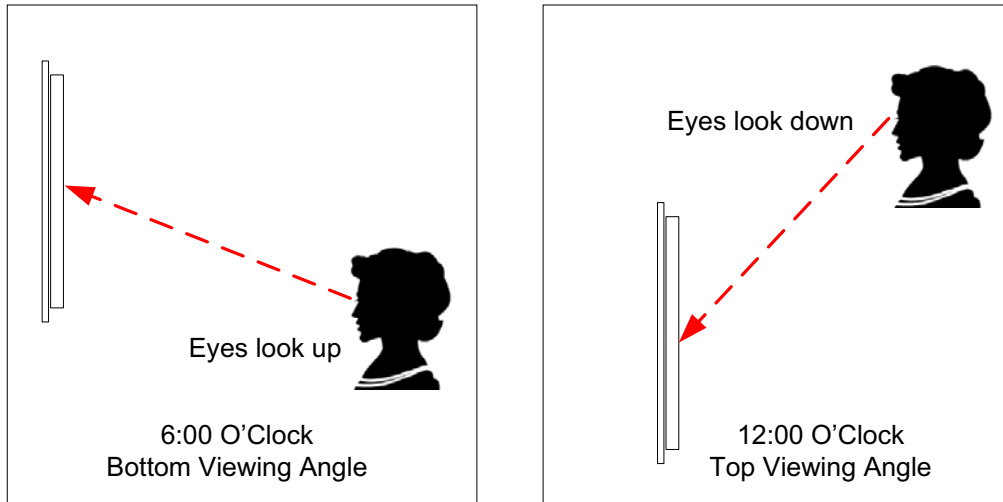 Eyes look up
6:00 O’Clock
Bottom Viewing Angle
Eyes look down
12:00 O’Clock
Top Viewing Angle